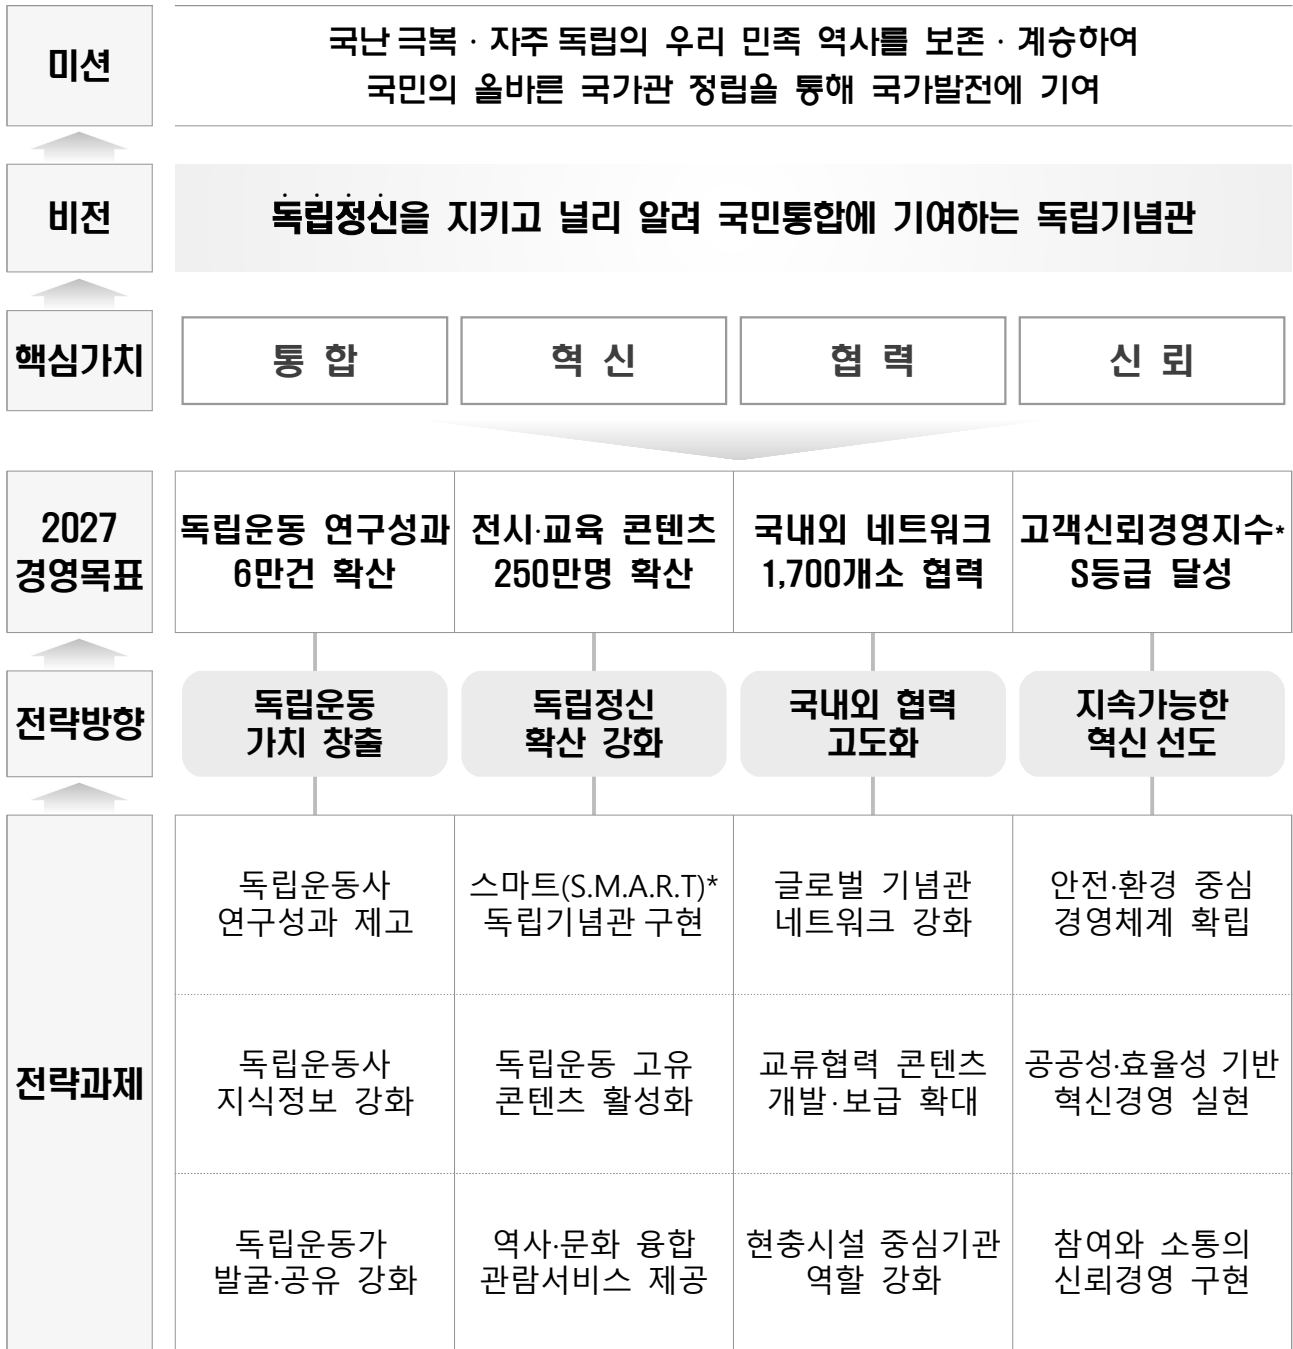 미션
국난 극복 · 자주 독립의 우리 민족 역사를 보존 · 계승하여
국민의 올바른 국가관 정립을 통해 국가발전에 기여
비전
독립정신을 지키고 널리 알려 국민통합에 기여하는 독립기념관
핵심가치
통 합
혁 신
협 력
신 뢰
2027
경영목표
독립운동 연구성과
6만건 확산
전시·교육 콘텐츠
250만명 확산
국내외 네트워크
1,700개소 협력
고객신뢰경영지수*
S등급 달성
전략방향
독립운동
가치 창출
독립정신
확산 강화
국내외 협력
고도화
지속가능한
혁신 선도
전략과제
독립운동사
연구성과 제고
스마트(S.M.A.R.T)*
독립기념관 구현
글로벌 기념관
네트워크 강화
안전·환경 중심
경영체계 확립
독립운동사
지식정보 강화
독립운동 고유
콘텐츠 활성화
교류협력 콘텐츠
개발·보급 확대
공공성·효율성 기반
혁신경영 실현
독립운동가
발굴·공유 강화
역사·문화 융합
관람서비스 제공
현충시설 중심기관
역할 강화
참여와 소통의
신뢰경영 구현